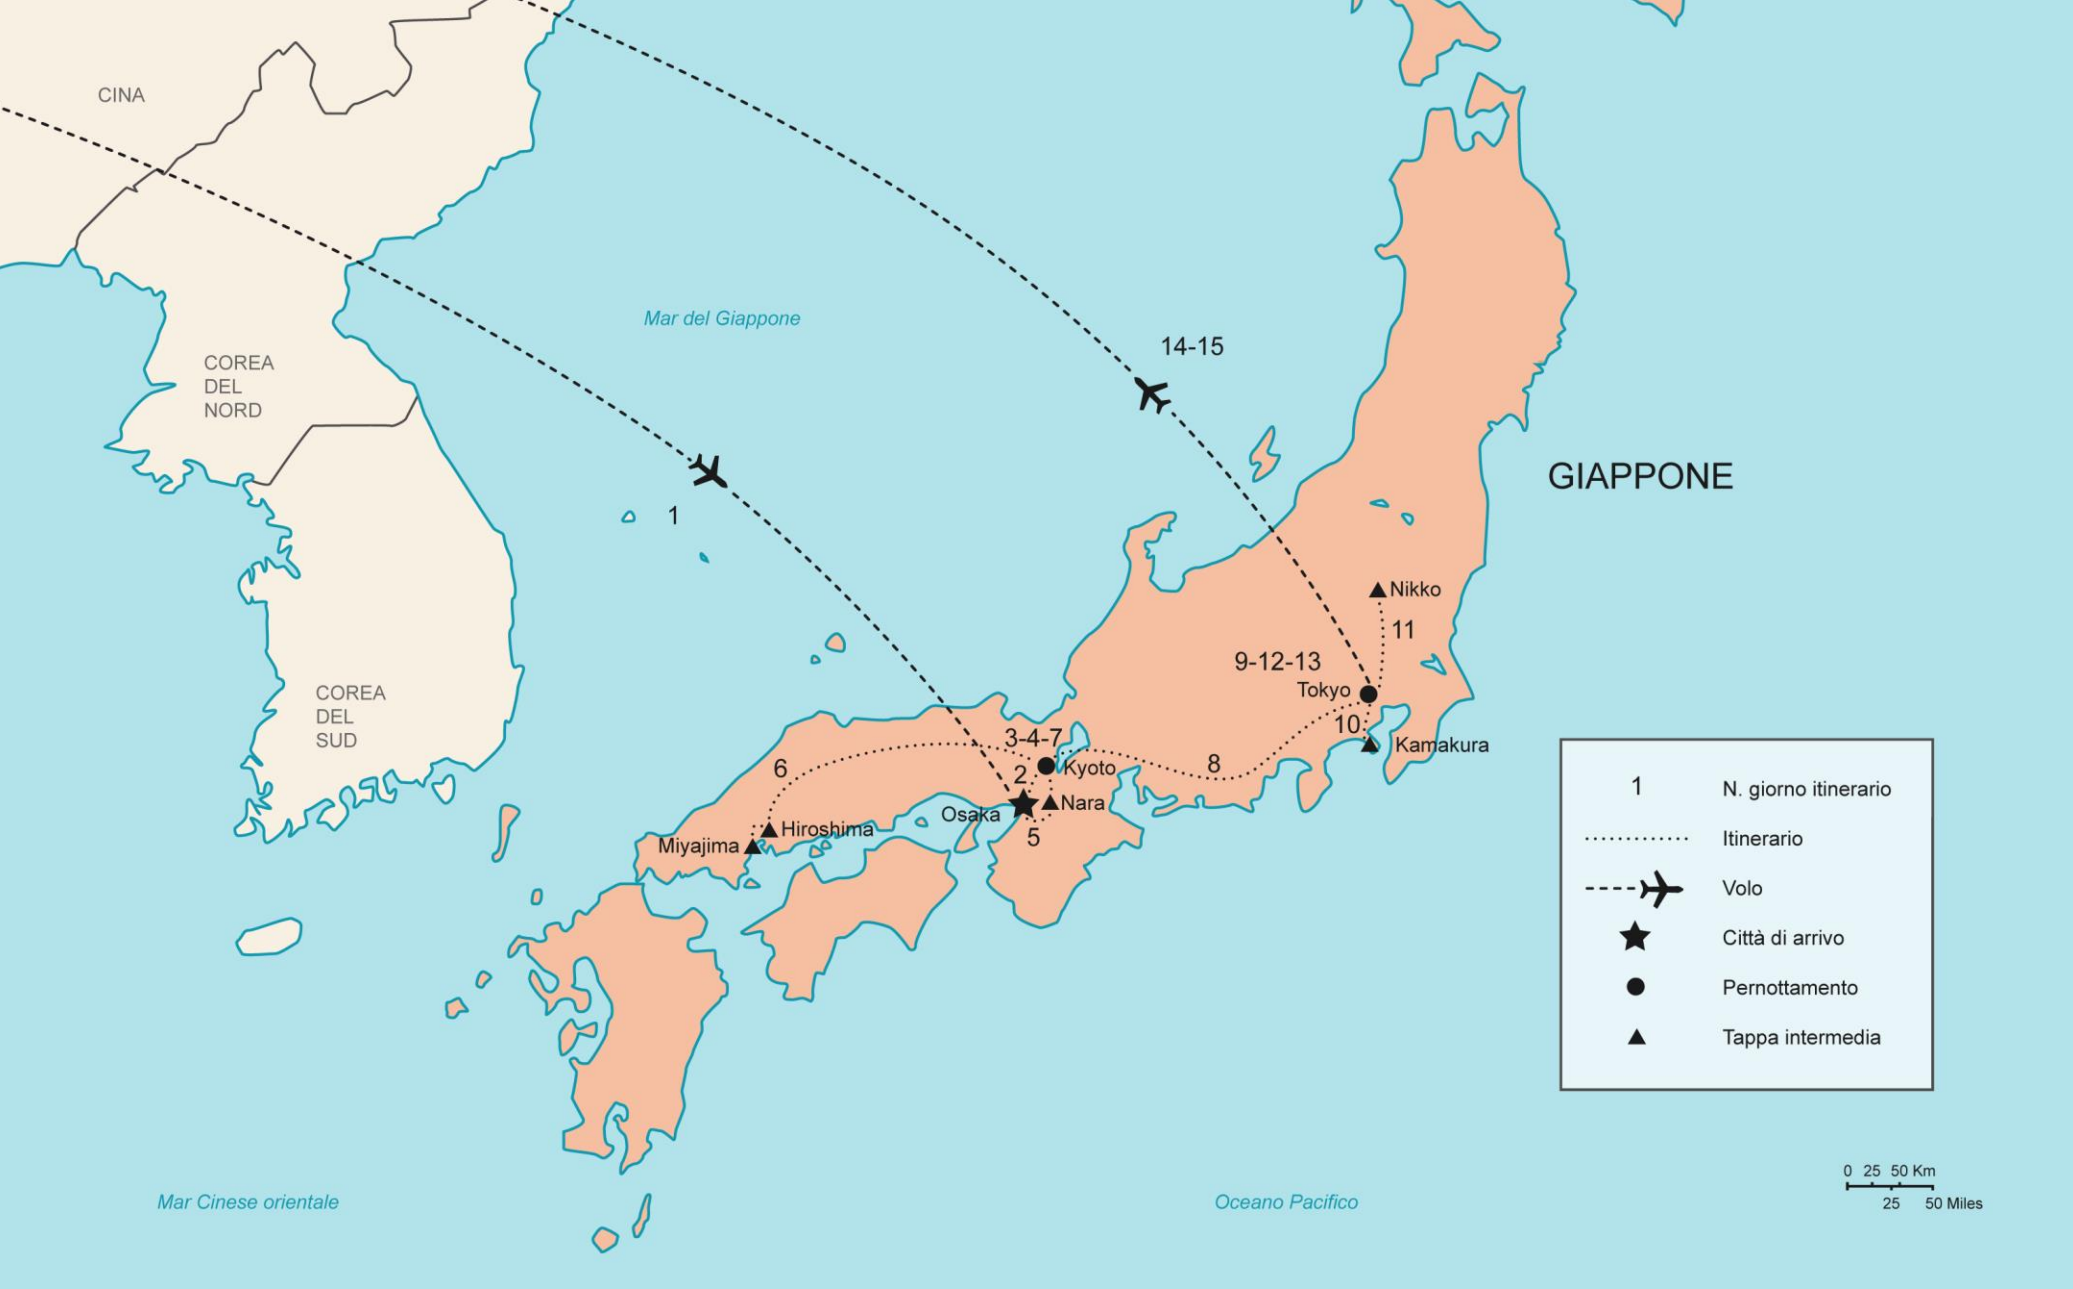 CINA
Mar del Giappone
14-15
COREA
DEL
NORD
GIAPPONE
1
Nikko
11
9-12-13
Tokyo
COREA
DEL
SUD
10
3-4-7
Kamakura
6
8
Kyoto
2
Nara
Osaka
Hiroshima
5
Miyajima
1 N. giorno itinerario
Itinerario
Volo
Città di arrivo
Pernottamento
Tappa intermedia
0 25 50 Km
25 50 Miles
Mar Cinese orientale
Oceano Pacifico